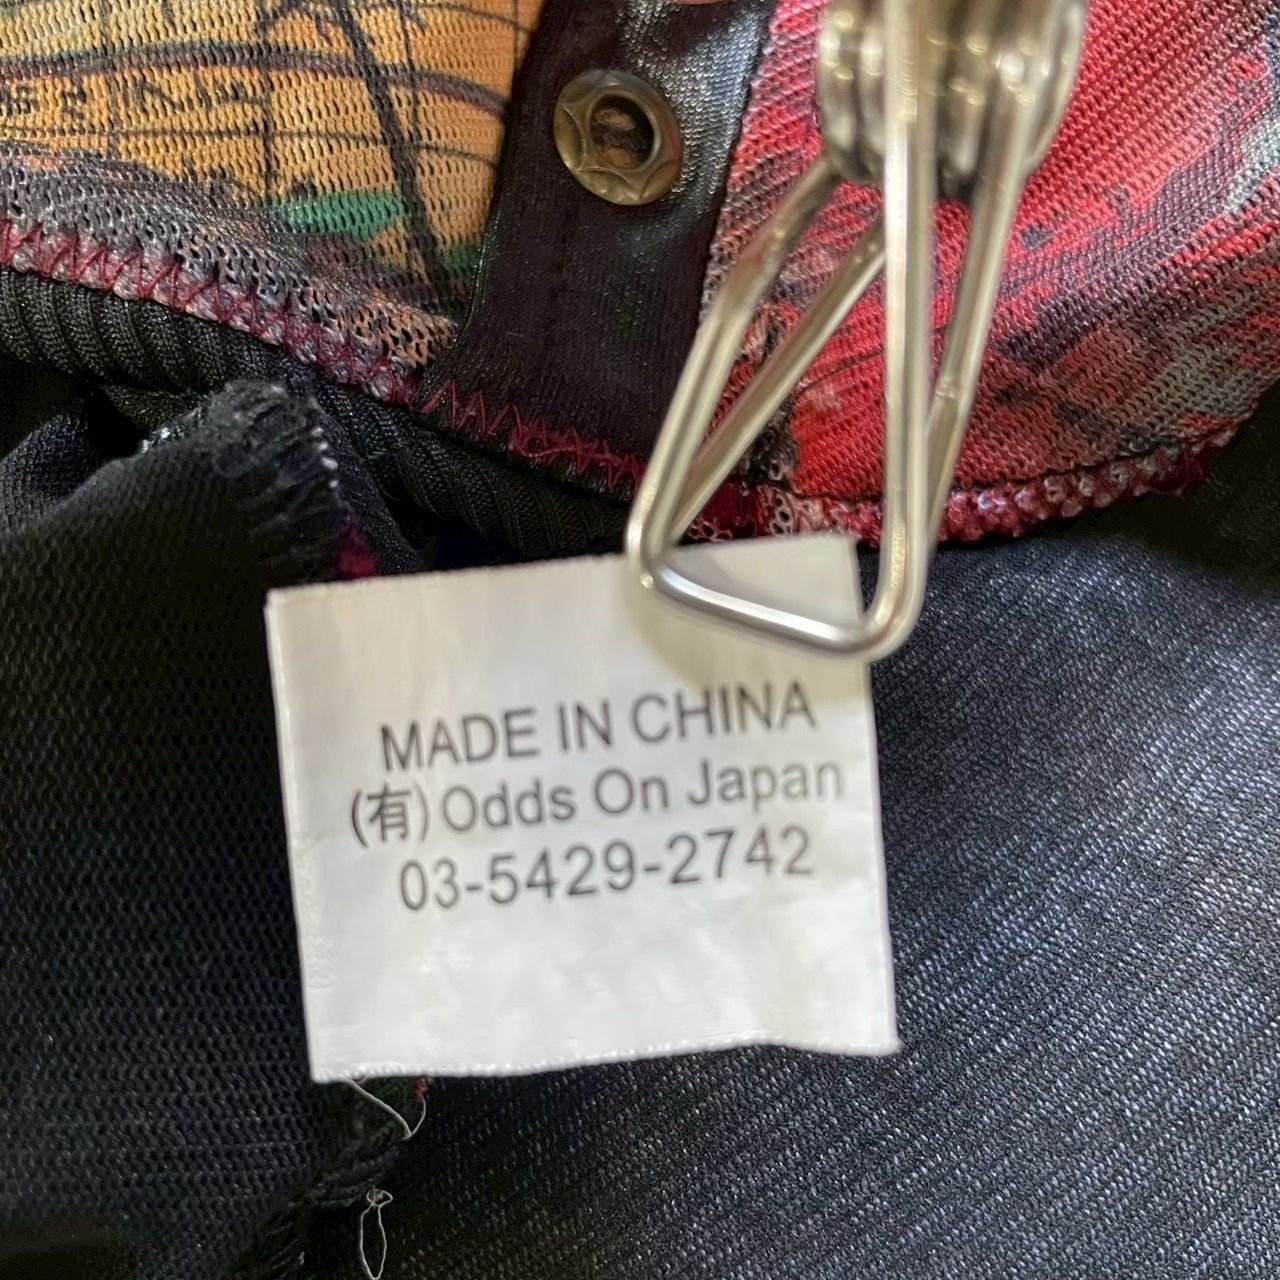 MADE IN CHINA
(有)Odds On Japan
03-5429-2742